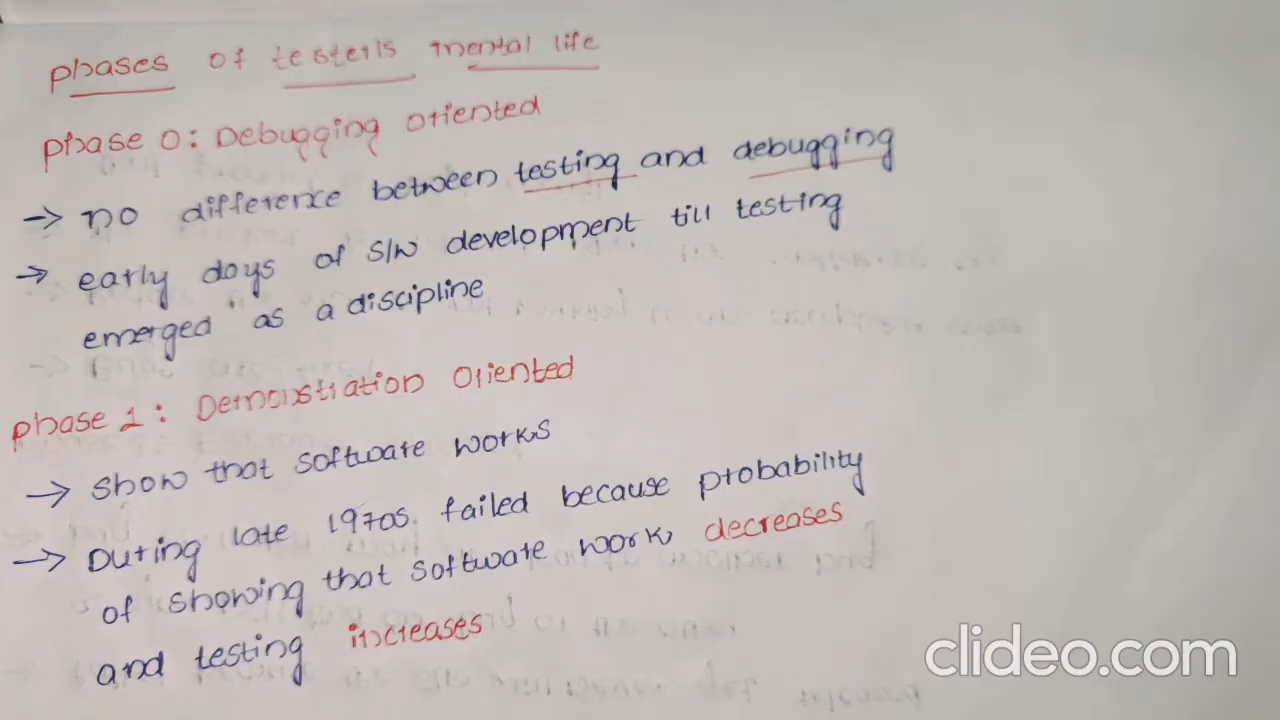 phases of tester's mental life
phase 0: Debugging oriented
→ no difference between testing and debugging
→ early days of S/W development till testing
emerged as a discipline
phase 1: Demonstration Oriented
→ show that software works
→ During late 1970s failed because probability
of showing that software work decreases
and testing increases
clideo.com